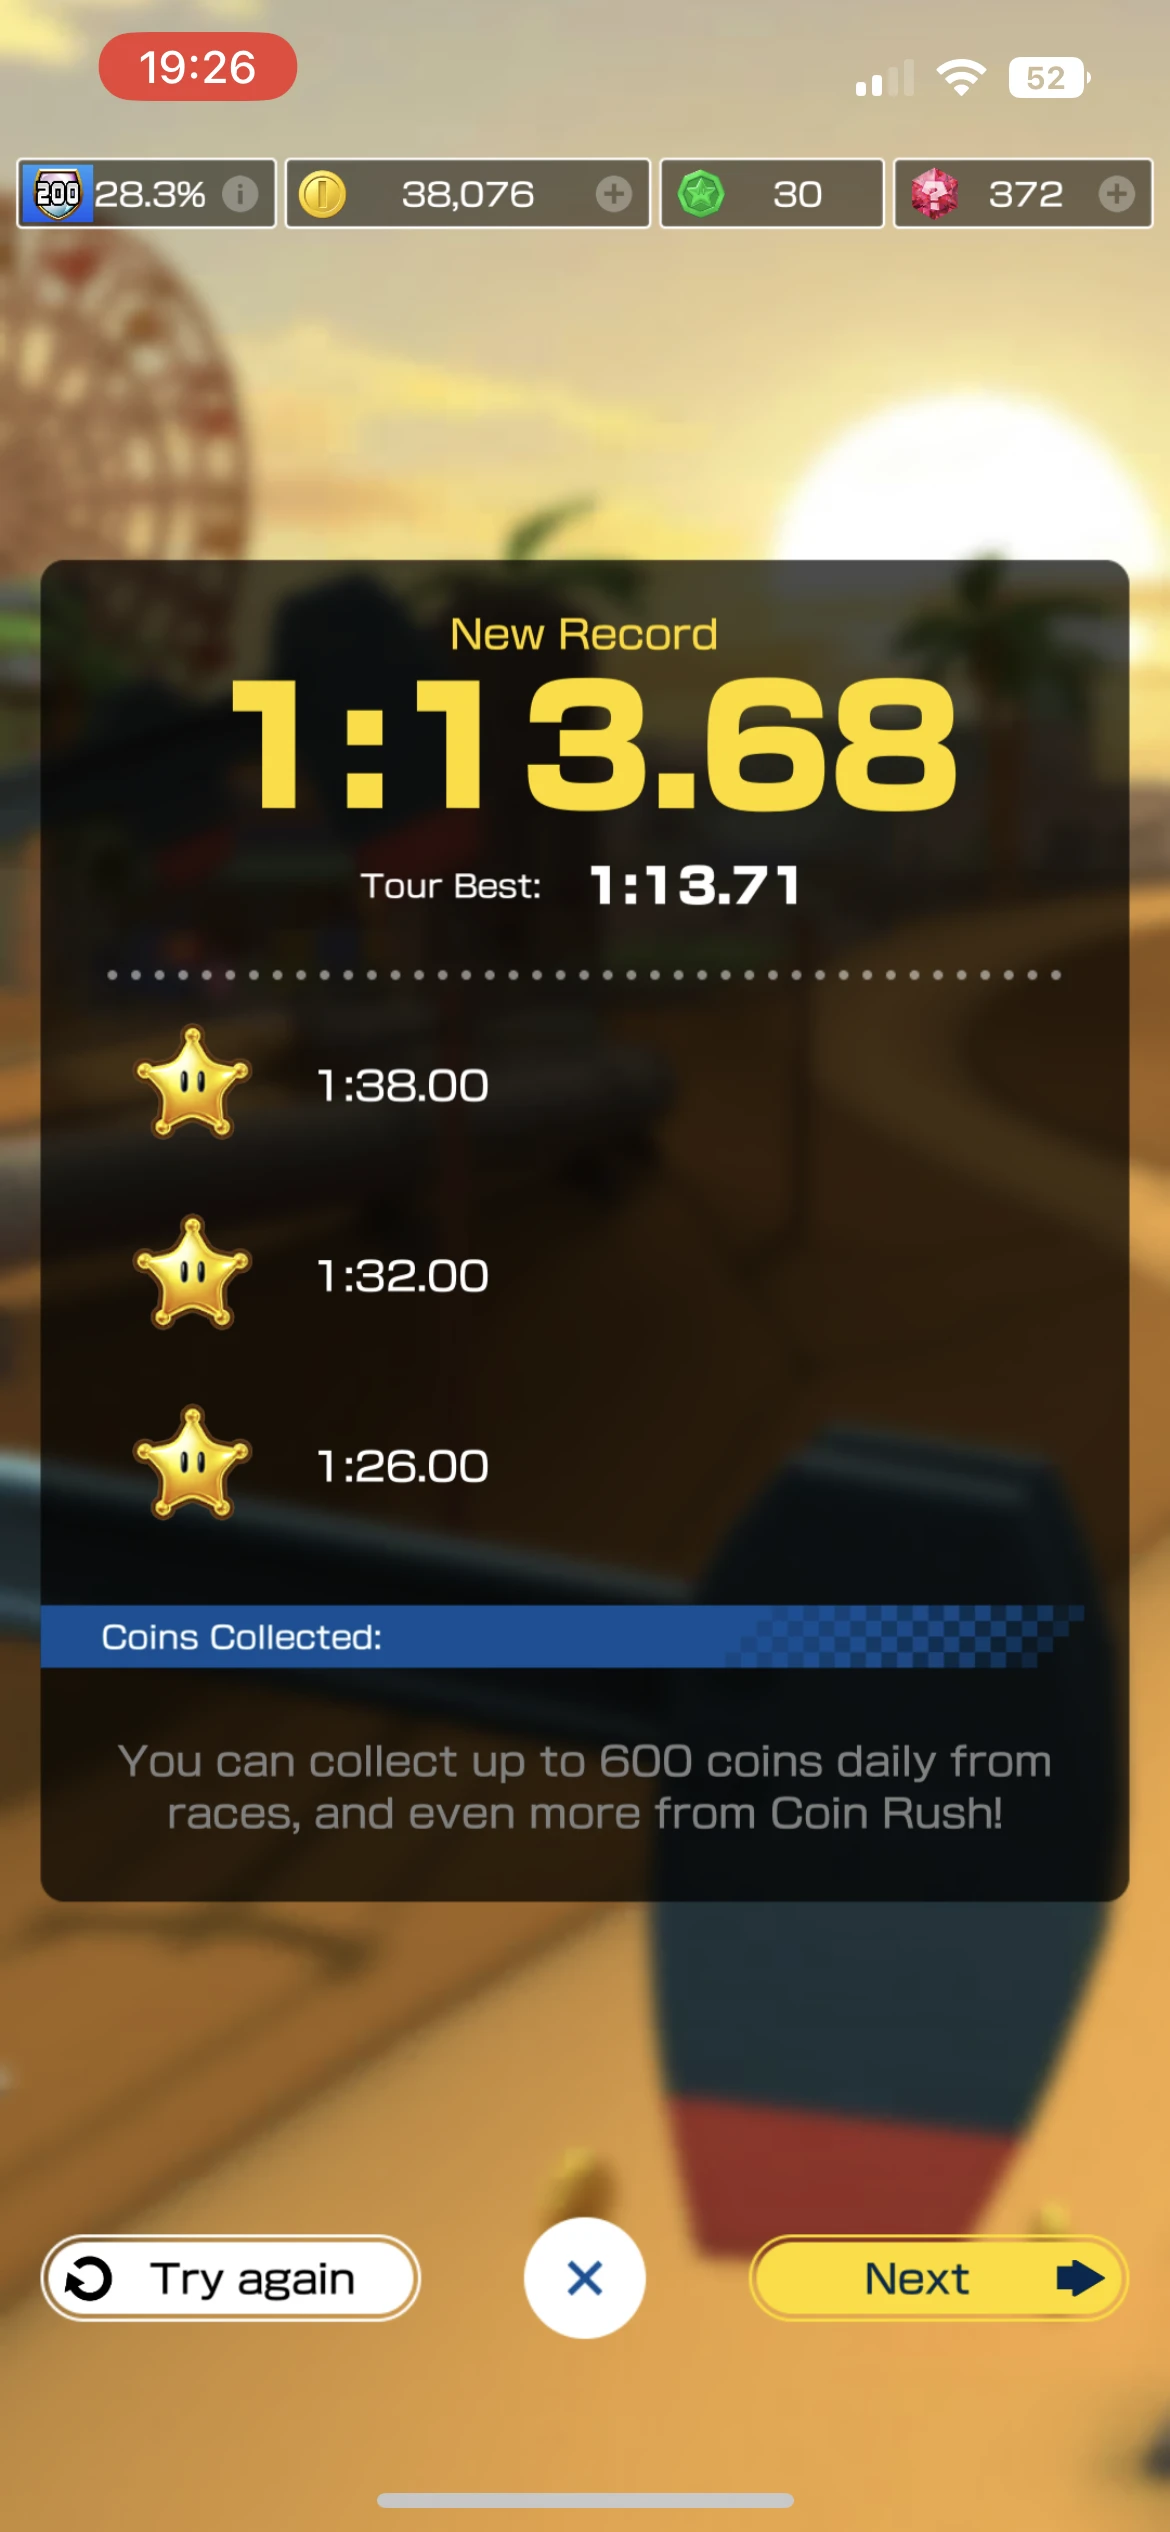 19:26
52
200 28.3% i 38,076 + 30 ? 372 +
New Record
1:13.68
Tour Best: 1:13.71
1:38.00
1:32.00
1:26.00
Coins Collected:
You can collect up to 600 coins daily from
races, and even more from Coin Rush!
Try again
Next